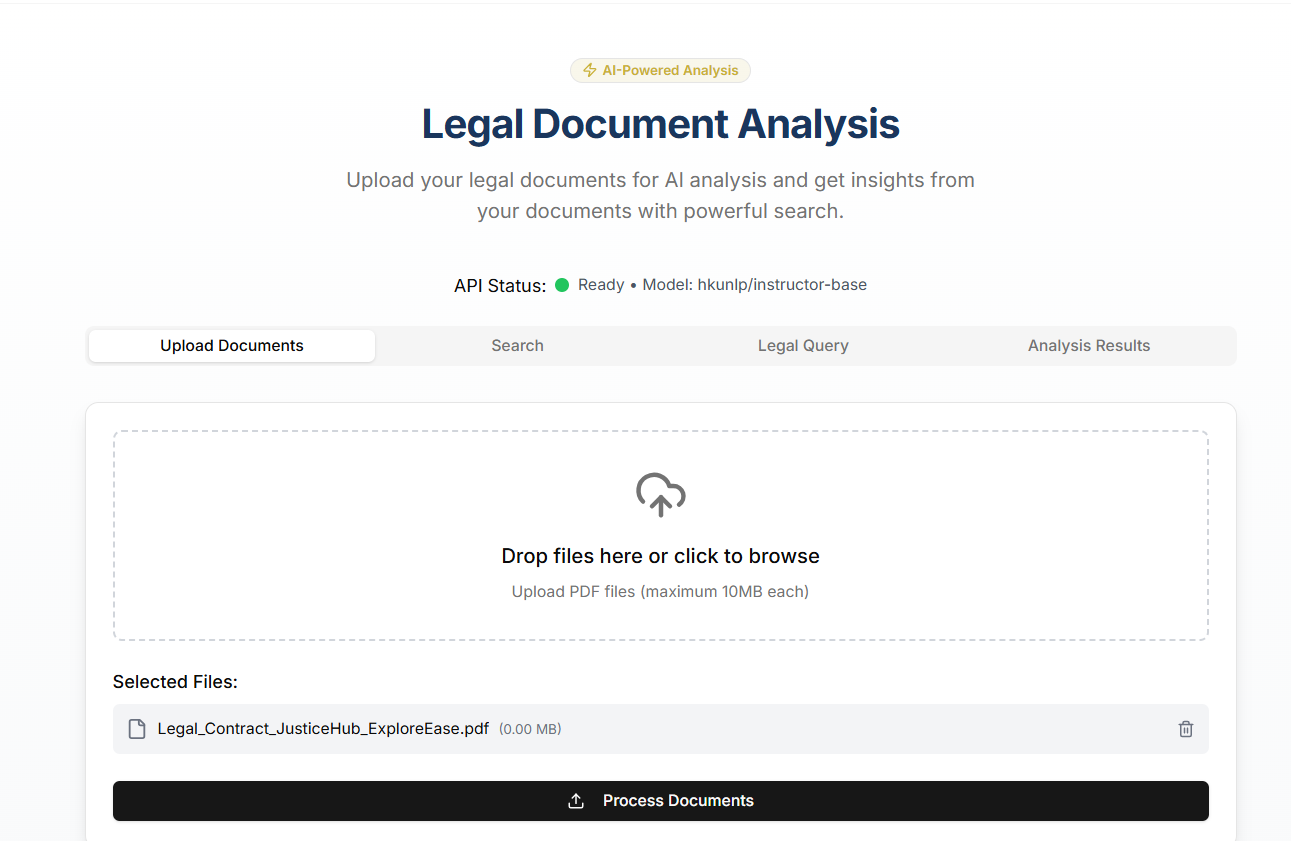 AI-Powered Analysis
Legal Document Analysis
Upload your legal documents for AI analysis and get insights from
your documents with powerful search.
API Status: Ready • Model: hkunlp/instructor-base
Upload Documents Search Legal Query Analysis Results
Drop files here or click to browse
Upload PDF files (maximum 10MB each)
Selected Files:
Legal_Contract_JusticeHub_ExploreEase.pdf (0.00 MB)
Process Documents